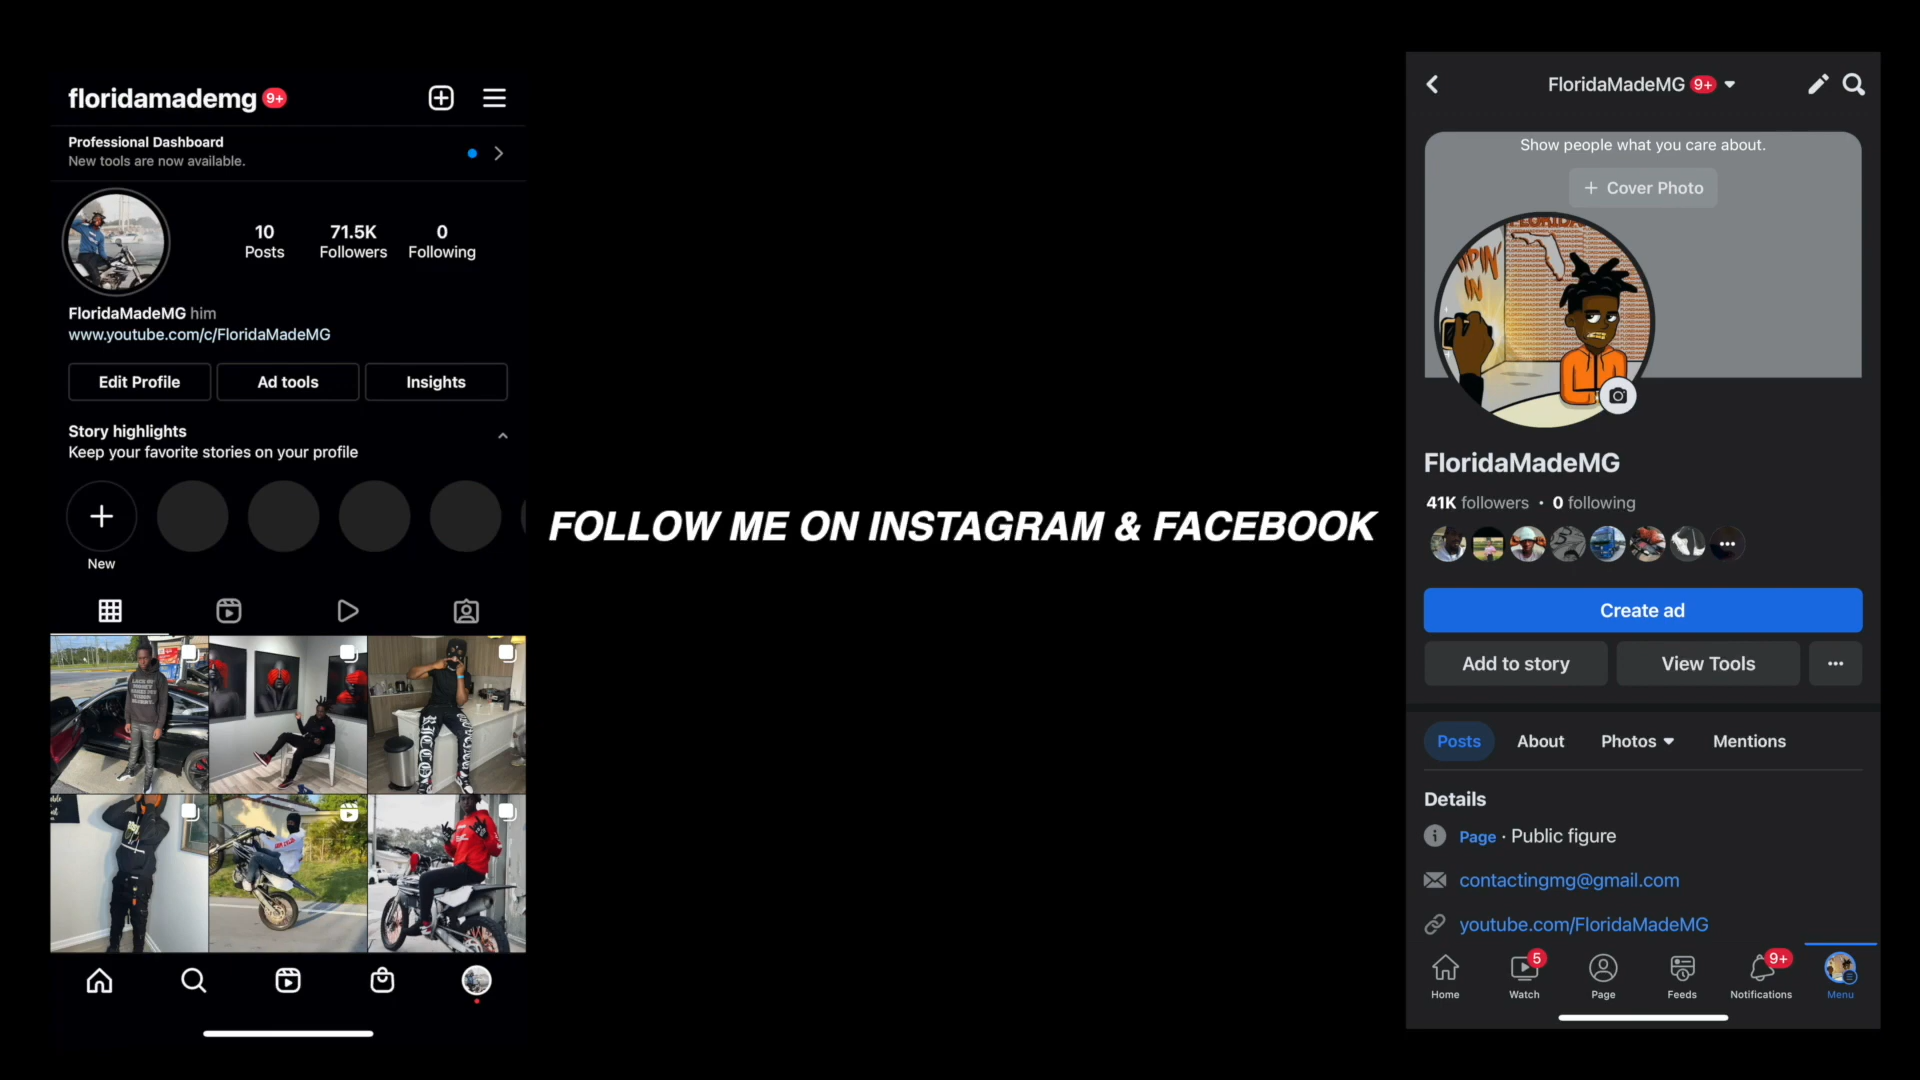 floridamademg 9+
Professional Dashboard
New tools are now available.
10
Posts
71.5K
Followers
0
Following
FloridaMadeMG him
www.youtube.com/c/FloridaMadeMG
Edit Profile
Ad tools
Insights
Story highlights
Keep your favorite stories on your profile
New
FOLLOW ME ON INSTAGRAM & FACEBOOK
FloridaMadeMG 9+
Show people what you care about.
+ Cover Photo
IN
FloridaMadeMG
41K followers • 0 following
Create ad
Add to story
View Tools
Posts
About
Photos
Mentions
Details
Page · Public figure
contactingmg@gmail.com
youtube.com/FloridaMadeMG
5
9+
Home
Watch
Page
Feeds
Notifications
Menu